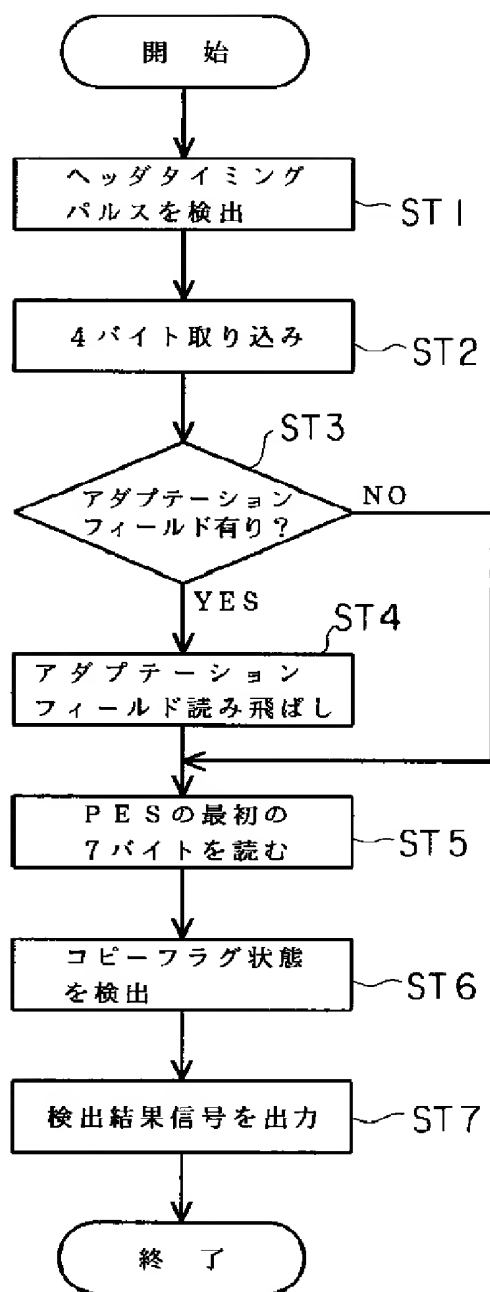 開始
ヘッダタイミング
パルスを検出
ST1
4バイト取り込み
ST2
ST3
アダプテーション
フィールド有り?
NO
YES
ST4
アダプテーション
フィールド読み飛ばし
PESの最初の
7バイトを読む
ST5
コピーフラグ状態
を検出
ST6
検出結果信号を出力
ST7
終了